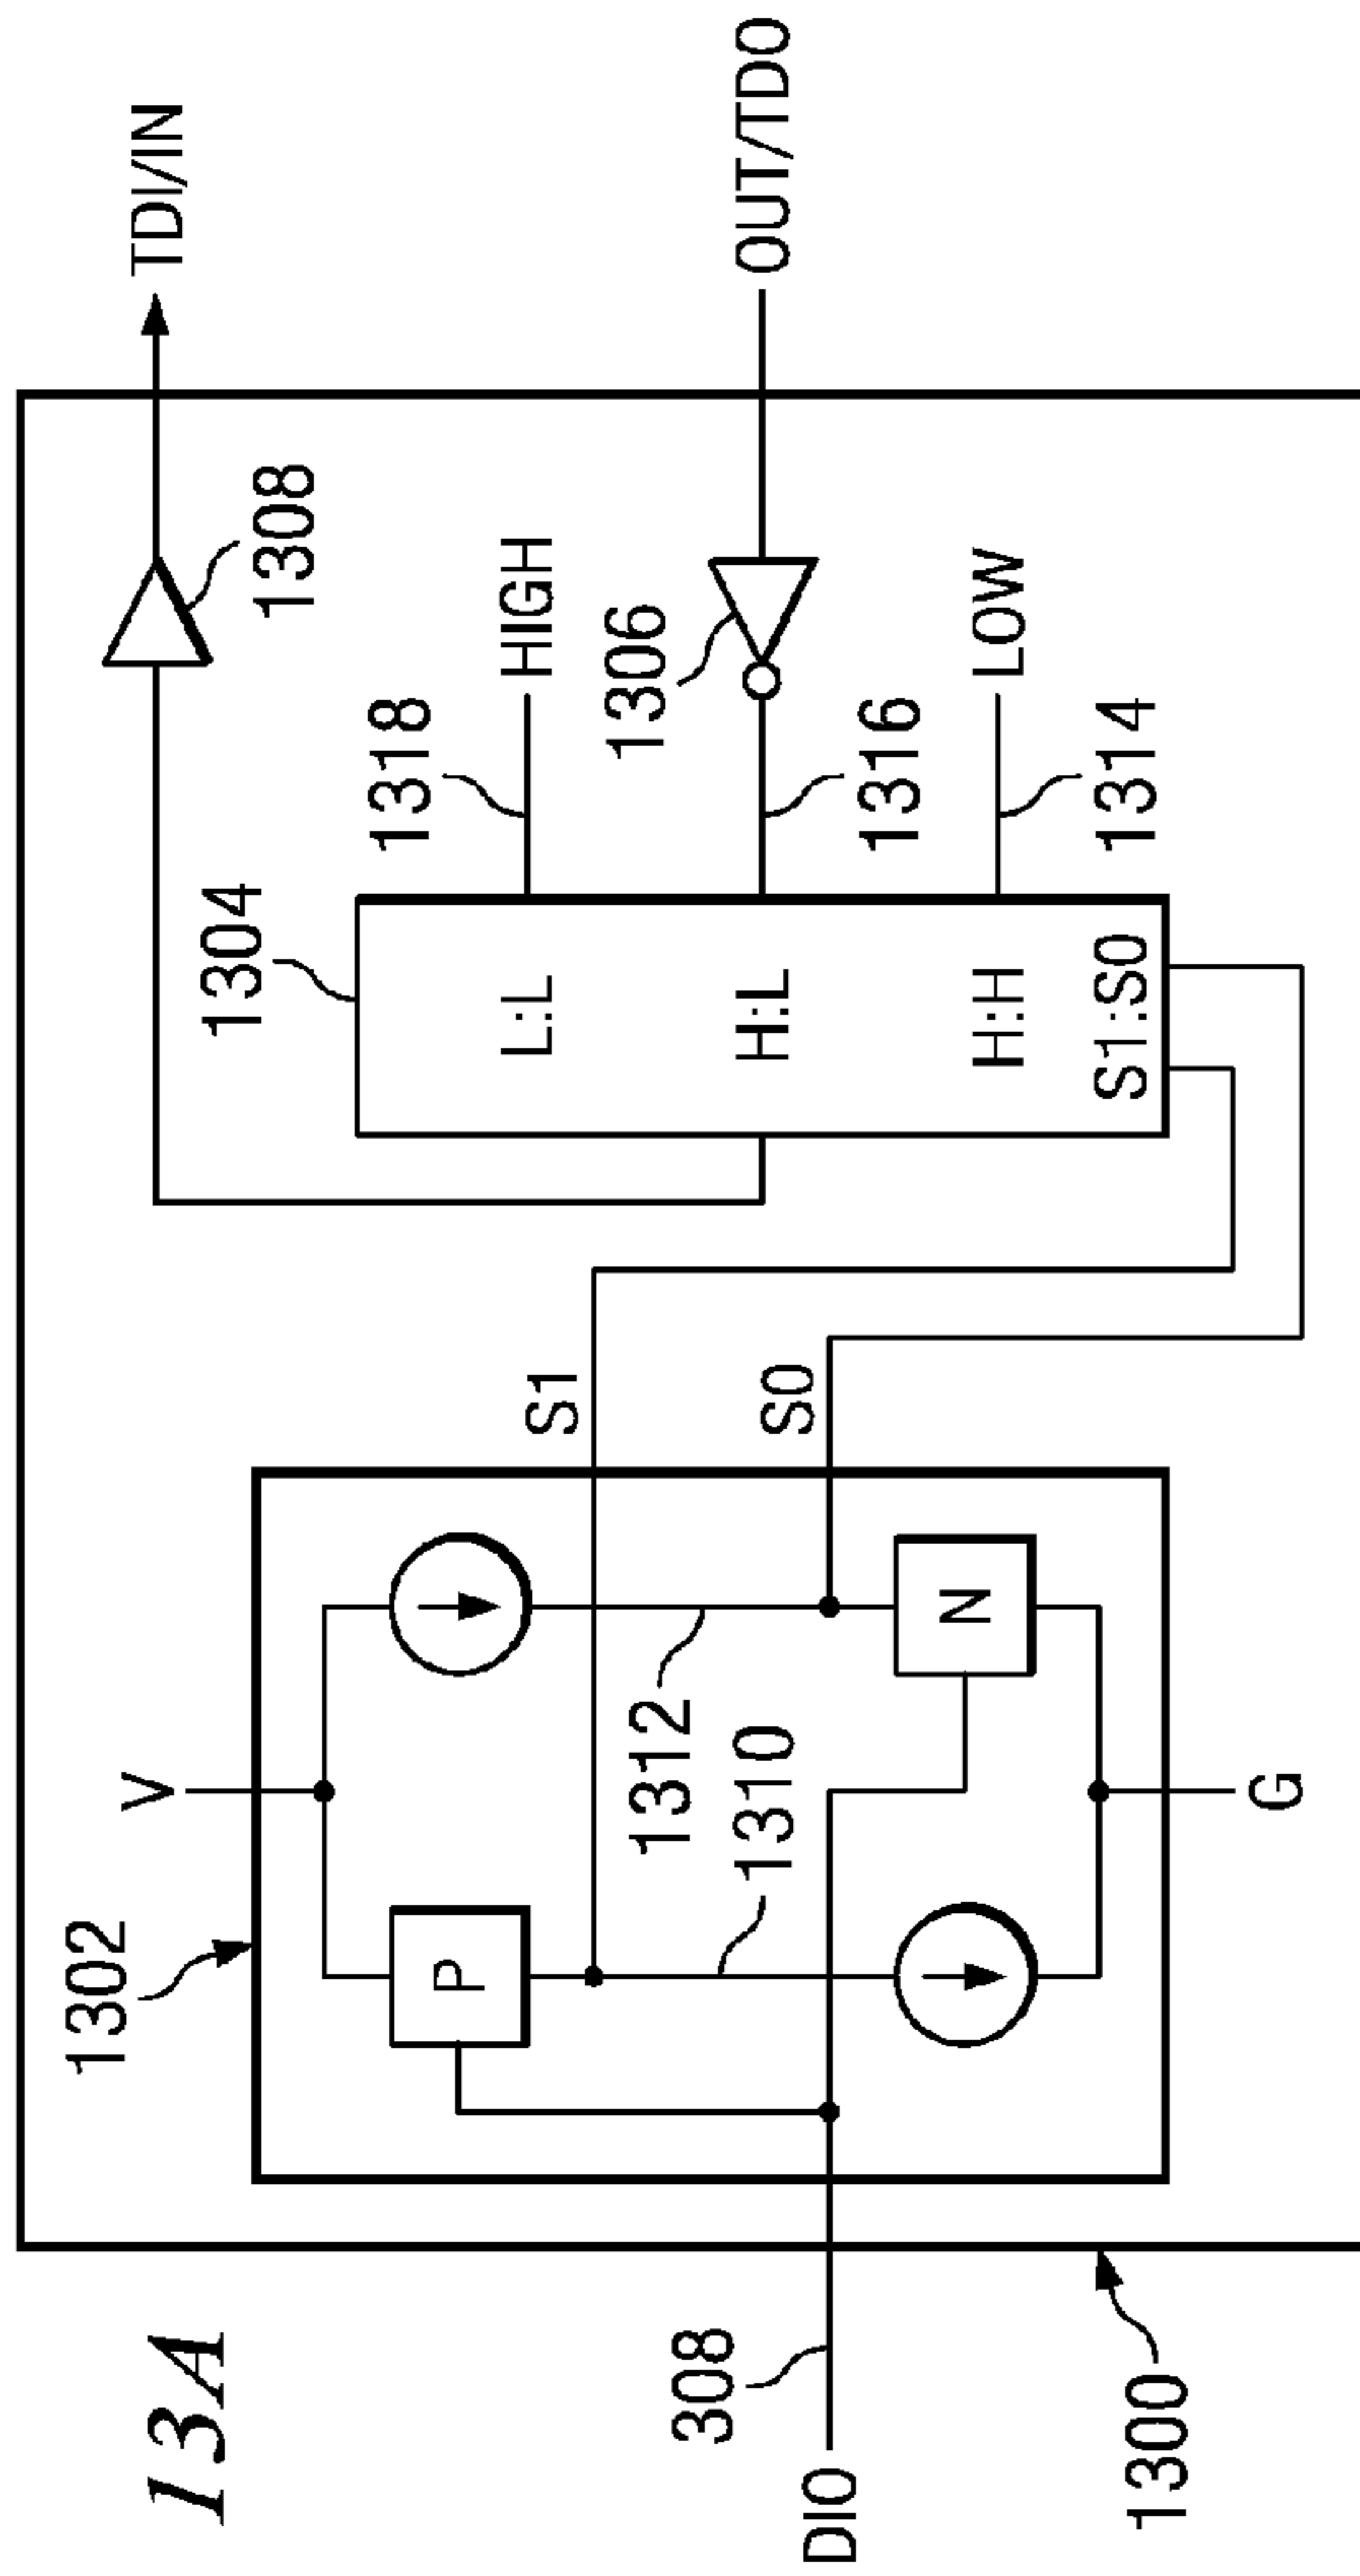 13A
TDI/IN
1308
OUT/TDO
HIGH
1318
1306
1316
LOW
1314
1304
L:L
H:L
H:H
S1:S0
S1
S0
V
1302
P
N
1312
1310
G
308
DIO
1300